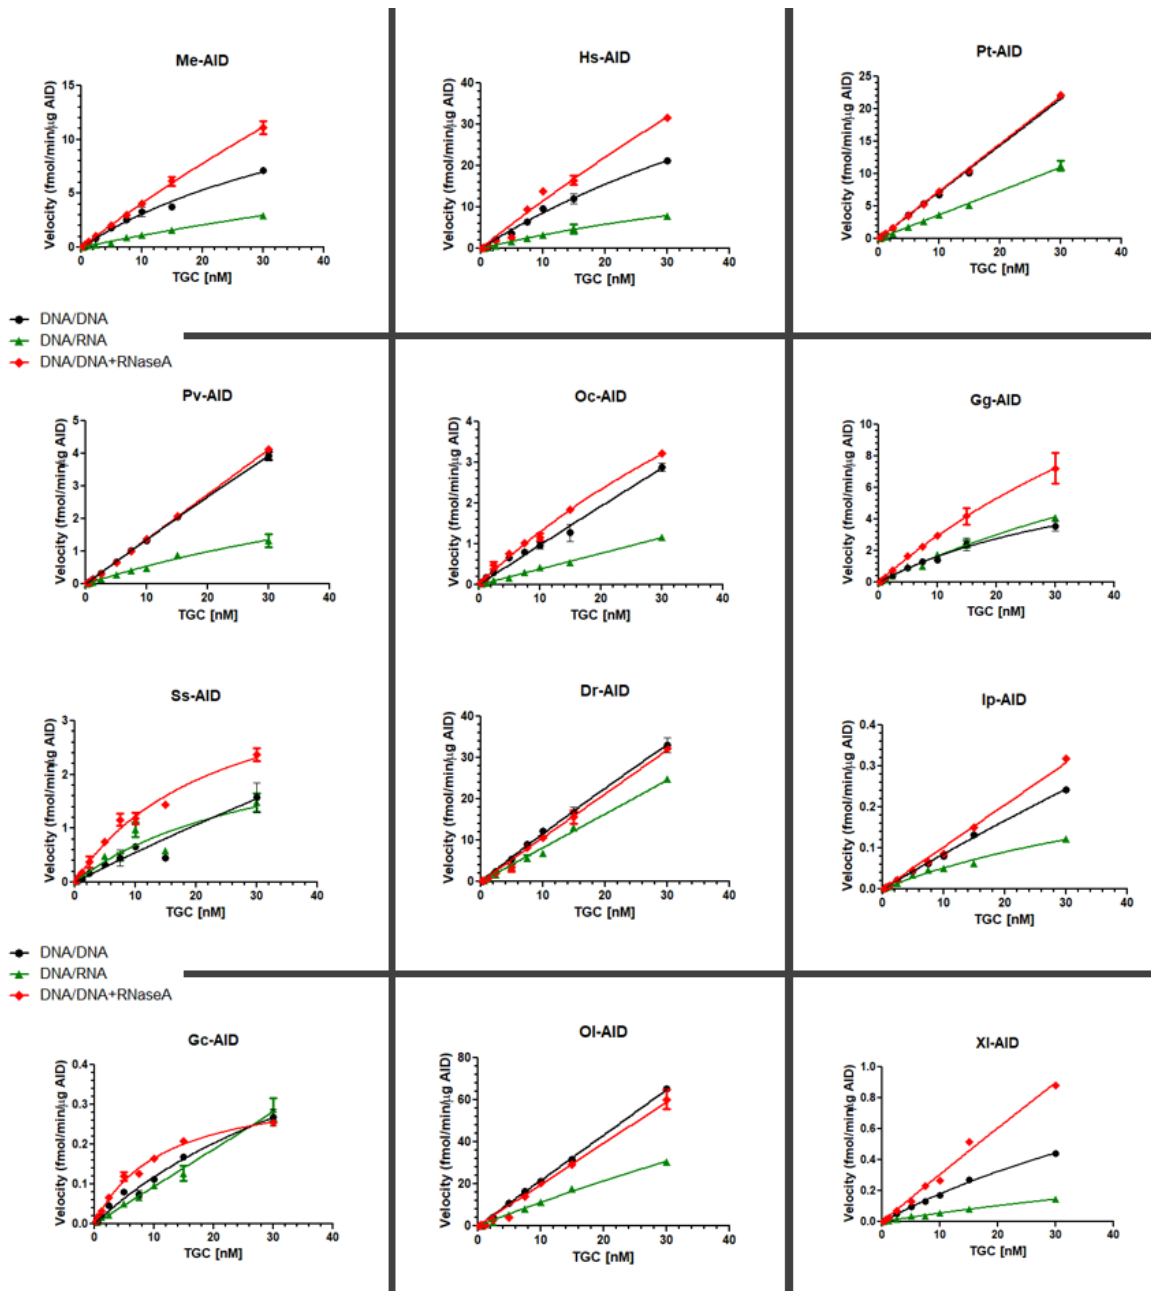 Me-AID
Velocity (fmol/min/µg AID)
15
10
5
0
0 10 20 30 40
TGC [nM]
Hs-AID
Velocity (fmol/min/µg AID)
40
30
20
10
0
0 10 20 30 40
TGC [nM]
Pt-AID
Velocity (fmol/min/µg AID)
25
20
15
10
5
0
0 10 20 30 40
TGC [nM]
DNA/DNA
DNA/RNA
DNA/DNA+RNaseA
Pv-AID
Velocity (fmol/min/µg AID)
5
4
3
2
1
0
0 10 20 30 40
TGC [nM]
Oc-AID
Velocity (fmol/min/µg AID)
4
3
2
1
0
0 10 20 30 40
TGC [nM]
Gg-AID
Velocity (fmol/min/µg AID)
10
8
6
4
2
0
0 10 20 30 40
TGC [nM]
Ss-AID
Velocity (fmol/min/µg AID)
3
2
1
0
0 10 20 30 40
TGC [nM]
Dr-AID
Velocity (fmol/min/µg AID)
40
30
20
10
0
0 10 20 30 40
TGC [nM]
Ip-AID
Velocity (fmol/min/µg AID)
0.4
0.3
0.2
0.1
0.0
0 10 20 30 40
TGC [nM]
DNA/DNA
DNA/RNA
DNA/DNA+RNaseA
Gc-AID
Velocity (fmol/min/µg AID)
0.4
0.3
0.2
0.1
0.0
0 10 20 30 40
TGC [nM]
Ol-AID
Velocity (fmol/min/µg AID)
80
60
40
20
0
0 10 20 30 40
TGC [nM]
Xl-AID
Velocity (fmol/min/µg AID)
1.0
0.8
0.6
0.4
0.2
0.0
0 10 20 30 40
TGC [nM]